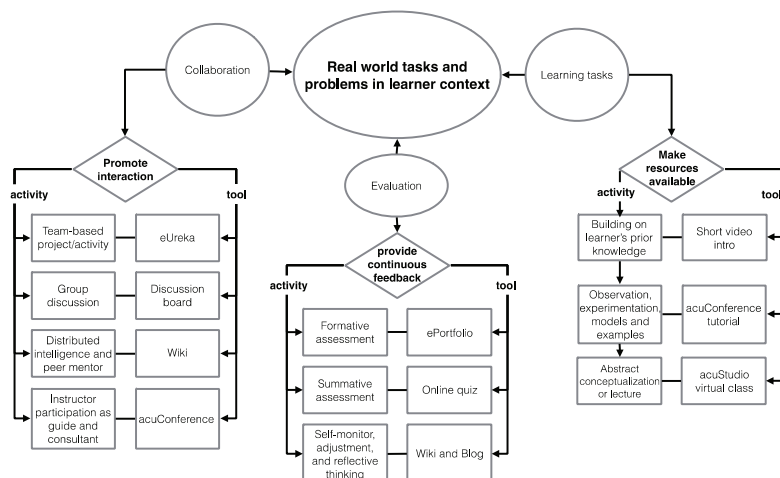 Real world tasks and
problems in learner context
Collaboration
Learning tasks
Promote
interaction
activity
tool
Team-based
project/activity
eUreka
Group
discussion
Discussion
board
Distributed
intelligence and
peer mentor
Wiki
Instructor
participation as
guide and
consultant
acuConference
Evaluation
provide
continuous
feedback
activity
tool
Formative
assessment
ePortfolio
Summative
assessment
Online quiz
Self-monitor,
adjustment,
and reflective
thinking
Wiki and Blog
Make
resources
available
activity
tool
Building on
learner's prior
knowledge
Short video
intro
Observation,
experimentation,
models and
examples
acuConference
tutorial
Abstract
conceptualization
or lecture
acuStudio
virtual class